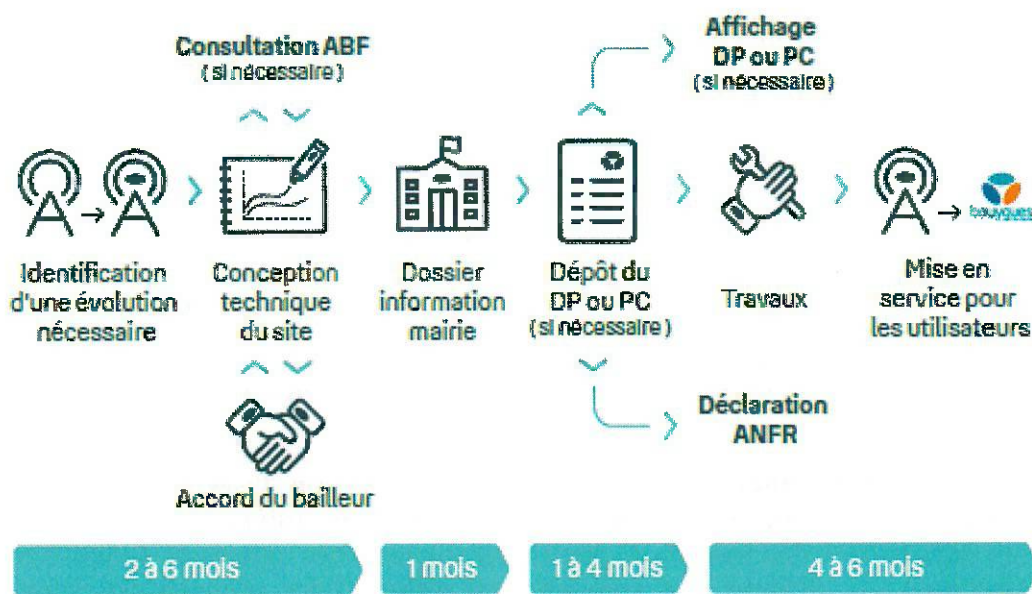 Consultation ABF
(si nécessaire)
Affichage
DP ou PC
(si nécessaire)
bouygues
Identification
d'une évolution
nécessaire
Conception
technique
du site
Dossier
information
mairie
Dépôt du
DP ou PC
(si nécessaire)
Travaux
Mise en
service pour
les utilisateurs
Déclaration
ANFR
Accord du bailleur
2 à 6 mois
1 mois
1 à 4 mois
4 à 6 mois